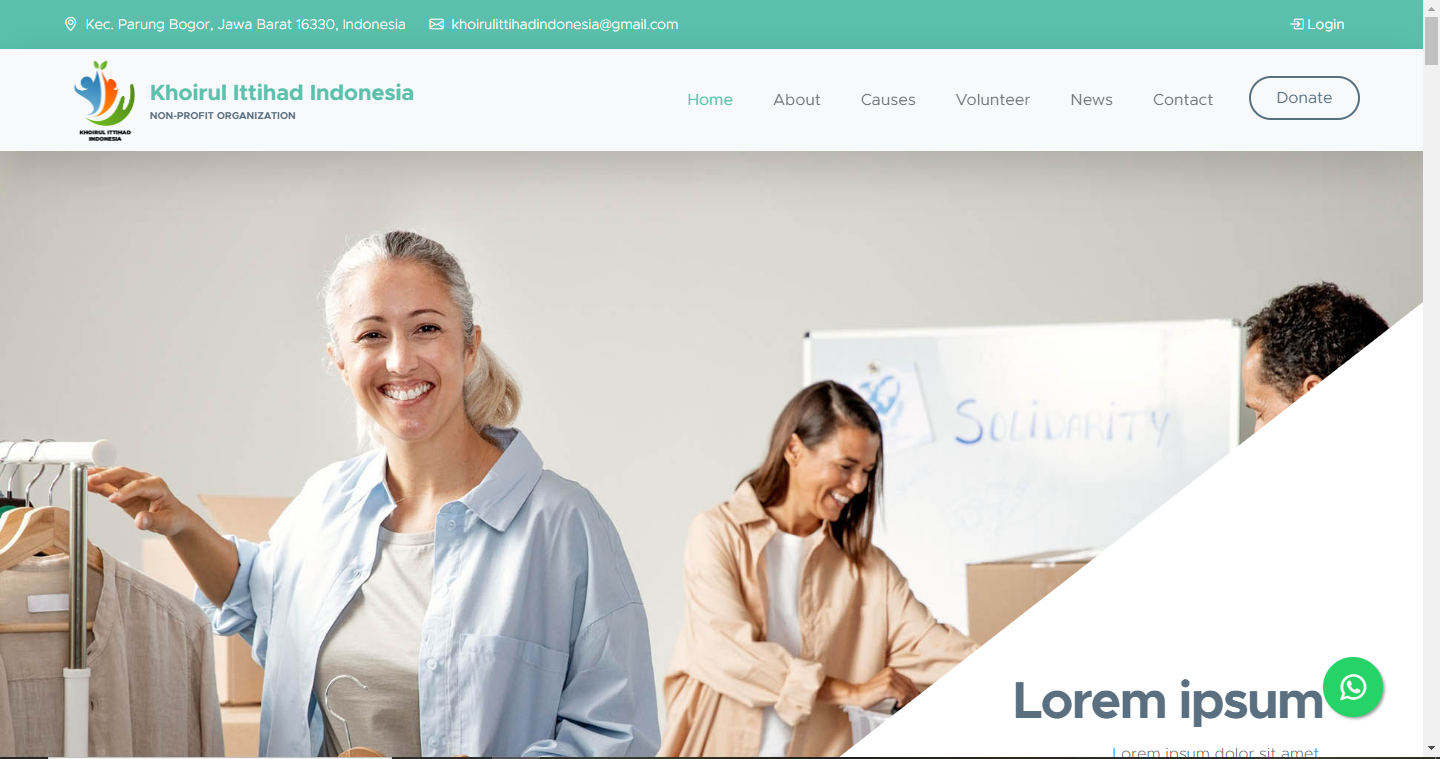 Kec. Parung Bogor, Jawa Barat 16330, Indonesia khoirulittihadindonesia@gmail.com Login
Khoirul Ittihad Indonesia
NON-PROFIT ORGANIZATION
KHOIRUL ITTIHAD
INDONESIA
Home About Causes Volunteer News Contact Donate
SOLiDARiTY
Lorem ipsum
Lorem ipsum dolor sit amet